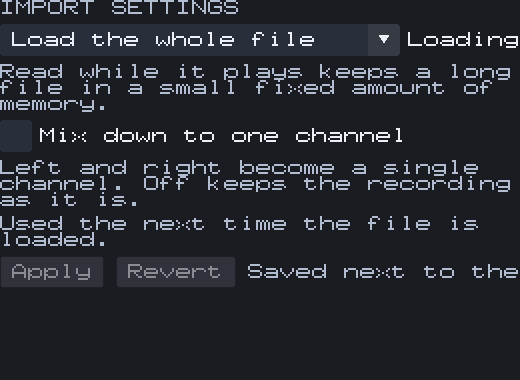 IMPORT SETTINGS
Load the whole file Loading
Read while it plays keeps a long
file in a small fixed amount of
memory.
Mix down to one channel
Left and right become a single
channel. Off keeps the recording
as it is.
Used the next time the file is
loaded.
Apply Revert Saved next to the